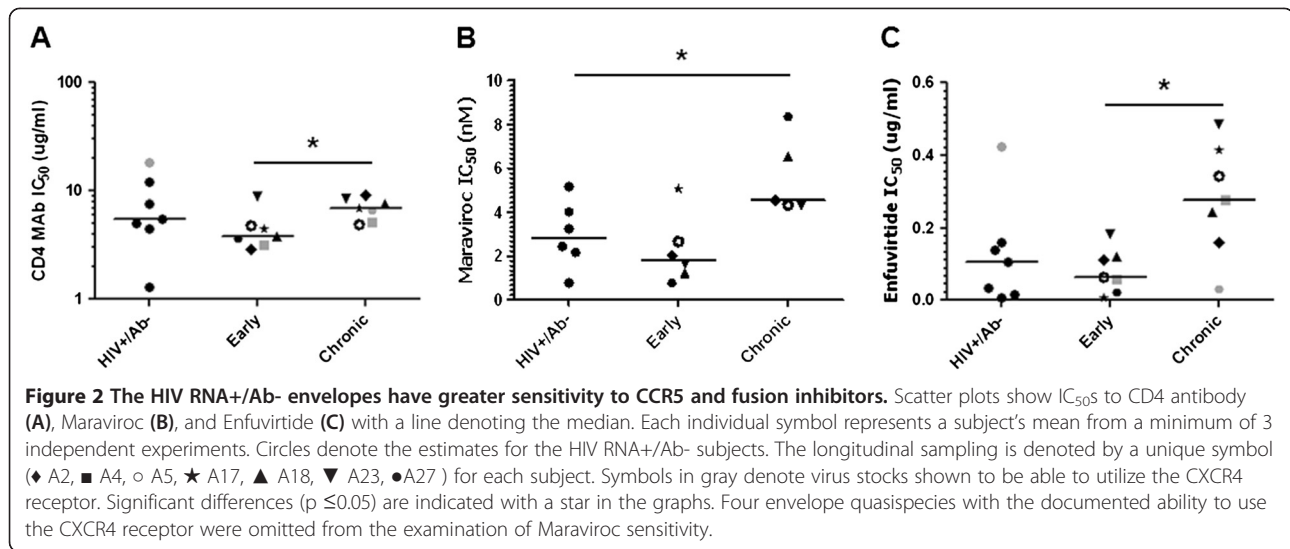 A
B
C
CD4 MAb IC50 (ug/ml)
100
10
1
*
HIV+/Ab-
Early
Chronic
Maraviroc IC50 (nM)
10
8
6
4
2
0
*
HIV+/Ab-
Early
Chronic
Enfuvirtide IC50 (ug/ml)
0.6
0.4
0.2
0.0
*
HIV+/Ab-
Early
Chronic
Figure 2 The HIV RNA+/Ab- envelopes have greater sensitivity to CCR5 and fusion inhibitors. Scatter plots show IC50s to CD4 antibody
(A), Maraviroc (B), and Enfuvirtide (C) with a line denoting the median. Each individual symbol represents a subject's mean from a minimum of 3
independent experiments. Circles denote the estimates for the HIV RNA+/Ab- subjects. The longitudinal sampling is denoted by a unique symbol
(♦ A2, ■ A4, ○ A5, ★ A17, ▲ A18, ▼ A23, ●A27 ) for each subject. Symbols in gray denote virus stocks shown to be able to utilize the CXCR4
receptor. Significant differences (p ≤0.05) are indicated with a star in the graphs. Four envelope quasispecies with the documented ability to use
the CXCR4 receptor were omitted from the examination of Maraviroc sensitivity.